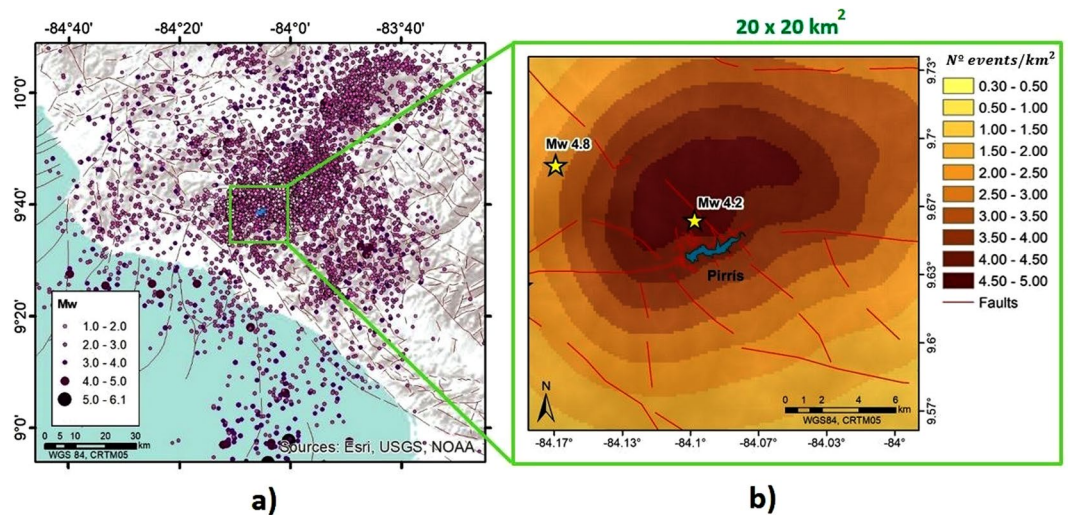 20 x 20 km²
-84°40' -84°20' -84°0' -83°40'
10°0'
9°40'
9°20'
9°0'
Mw
1.0 - 2.0
2.0 - 3.0
3.0 - 4.0
4.0 - 5.0
5.0 - 6.1
0 5 10 20 30
km
WGS 84, CRTM05
Sources: Esri, USGS, NOAA
a)
Mw 4.8
Mw 4.2
Pirrís
N
0 1 2 4 6
km
WGS84, CRTM05
-84.17° -84.13° -84.1° -84.07° -84.03° -84°
9.73°
9.7°
9.67°
9.63°
9.6°
9.57°
Nº events/km²
0.30 - 0.50
0.50 - 1.00
1.00 - 1.50
1.50 - 2.00
2.00 - 2.50
2.50 - 3.00
3.00 - 3.50
3.50 - 4.00
4.00 - 4.50
4.50 - 5.00
Faults
b)